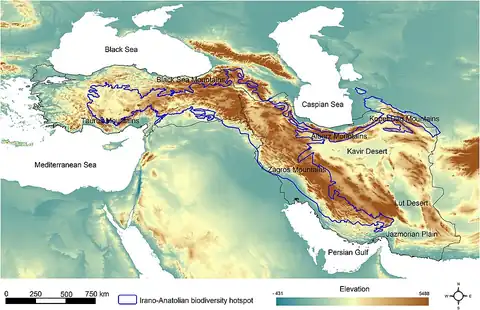 Black Sea
Black Sea Mountains
Caspian Sea
Kopet Dagh Mountains
Taurus Mountains
Alborz Mountains
Kavir Desert
Mediterranean Sea
Zagros Mountains
Lut Desert
Jazmorian Plain
Persian Gulf
0 250 500 750 km
Irano-Anatolian biodiversity hotspot
Elevation
-431 5488
N
W E
S